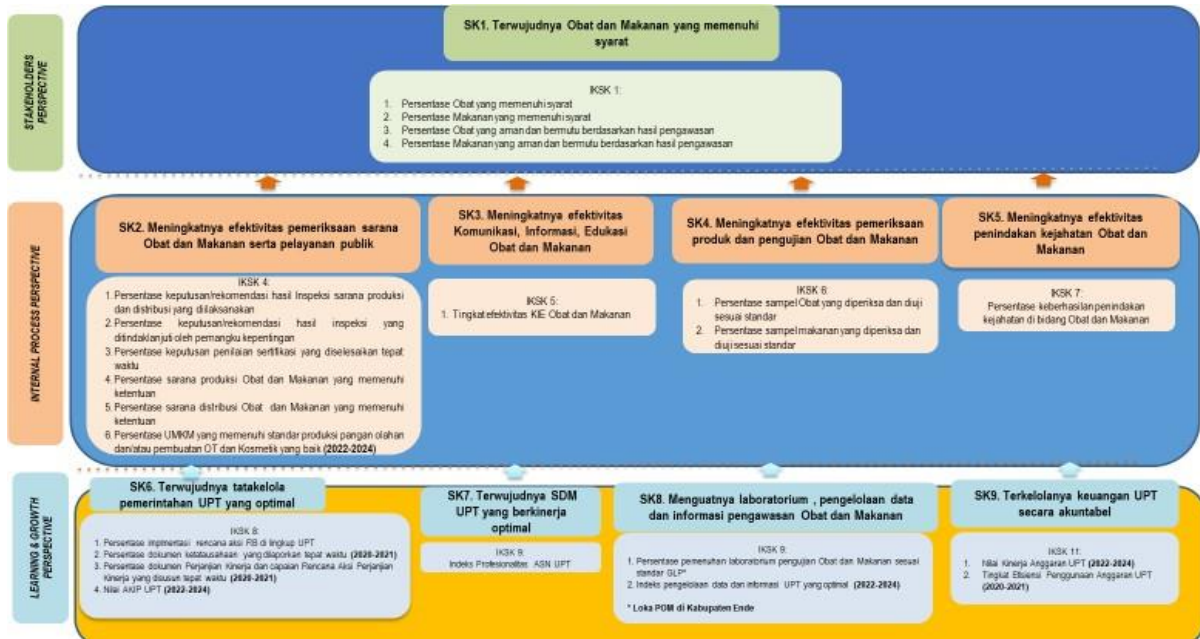 STAKEHOLDERS
PERSPECTIVE
SK1. Terwujudnya Obat dan Makanan yang memenuhi
syarat
IKSK 1:
1. Persentase Obat yang memenuhi syarat
2. Persentase Makanan yang memenuhi syarat
3. Persentase Obat yang aman dan bermutu berdasarkan hasil pengawasan
4. Persentase Makanan yang aman dan bermutu berdasarkan hasil pengawasan
INTERNAL PROCESS PERSPECTIVE
SK2. Meningkatnya efektivitas pemeriksaan sarana
Obat dan Makanan serta pelayanan publik
IKSK 4:
1. Persentase keputusan/rekomendasi hasil Inspeksi sarana produksi
dan distribusi yang dilaksanakan
2. Persentase keputusan/rekomendasi hasil inspeksi yang
ditindaklanjuti oleh pemangku kepentingan
3. Persentase keputusan penilaian sertifikasi yang diselesaikan tepat
waktu
4. Persentase sarana produksi Obat dan Makanan yang memenuhi
ketentuan
5. Persentase sarana distribusi Obat dan Makanan yang memenuhi
ketentuan
6. Persentase UMKM yang memenuhi standar produksi pangan olahan
dan/atau pembuatan OT dan Kosmetik yang baik (2022-2024)
SK3. Meningkatnya efektivitas
Komunikasi, Informasi, Edukasi
Obat dan Makanan
IKSK 5:
1. Tingkat efektivitas KIE Obat dan Makanan
SK4. Meningkatnya efektivitas pemeriksaan
produk dan pengujian Obat dan Makanan
IKSK 6:
1. Persentase sampel Obat yang diperiksa dan diuji
sesuai standar
2. Persentase sampel makanan yang diperiksa dan
diuji sesuai standar
SK5. Meningkatnya efektivitas
penindakan kejahatan Obat dan
Makanan
IKSK 7:
Persentase keberhasilan penindakan
kejahatan di bidang Obat dan Makanan
LEARNING & GROWTH
PERSPECTIVE
SK6. Terwujudnya tatakelola
pemerintahan UPT yang optimal
IKSK 8:
1. Persentase implmentasi rencana aksi RB di lingkup UPT
2. Persentase dokumen ketatausahaan yang dilaporkan tepat waktu (2020-2021)
3. Persentase dokumen Perjanjian Kinerja dan capaian Rencana Aksi Perjanjian
Kinerja yang disusun tepat waktu (2020-2021)
4. Nilai AKIP UPT (2022-2024)
SK7. Terwujudnya SDM
UPT yang berkinerja
optimal
IKSK 9:
Indeks Profesionalitas ASN UPT
SK8. Menguatnya laboratorium , pengelolaan data
dan informasi pengawasan Obat dan Makanan
IKSK 9:
1. Persentase pemenuhan laboratorium pengujian Obat dan Makanan sesuai
standar GLP*
2. Indeks pengelolaan data dan informasi UPT yang optimal (2022-2024)
* Loka POM di Kabupaten Ende
SK9. Terkelolanya keuangan UPT
secara akuntabel
IKSK 11:
1. Nilai Kinerja Anggaran UPT (2022-2024)
2. Tingkat Efisiensi Penggunaan Anggaran UPT
(2020-2021)